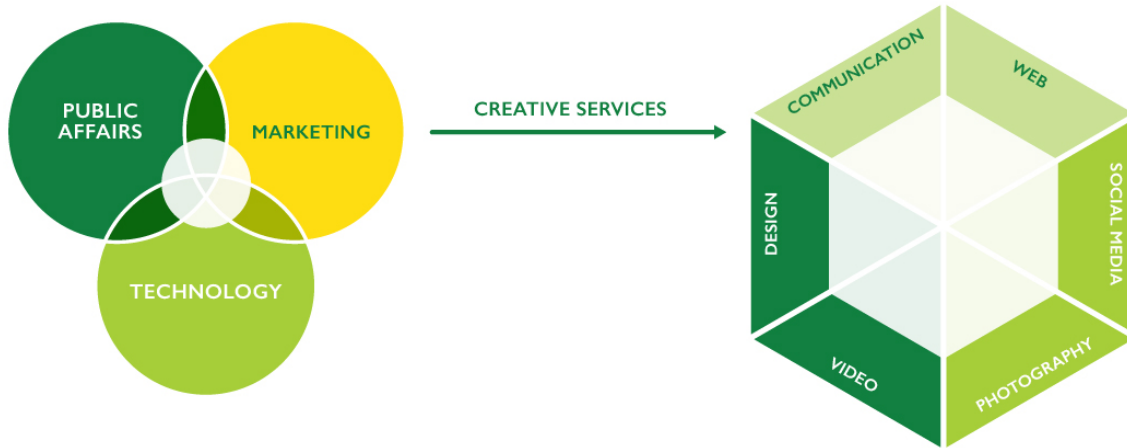 PUBLIC
AFFAIRS
MARKETING
TECHNOLOGY
CREATIVE SERVICES
COMMUNICATION
WEB
SOCIAL MEDIA
PHOTOGRAPHY
VIDEO
DESIGN